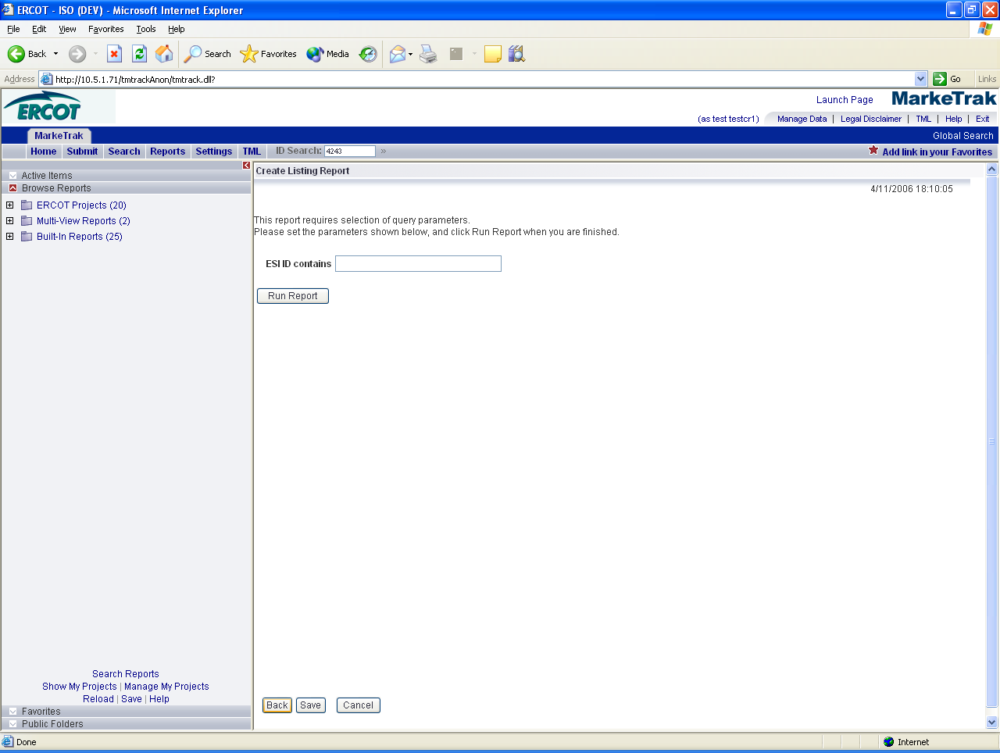 ERCOT - ISO (DEV) - Microsoft Internet Explorer
File Edit View Favorites Tools Help
Back Search Favorites Media
Address http://10.5.1.71/tmtrackAnon/tmtrack.dll? Go Links
ERCOT Launch Page MarkeTrak
(as test testcr1) Manage Data | Legal Disclaimer | TML | Help | Exit
MarkeTrak Global Search
Home Submit Search Reports Settings TML ID Search: 4243 » Add link in your Favorites
Active Items
Browse Reports
ERCOT Projects (20)
Multi-View Reports (2)
Built-In Reports (25)
Search Reports
Show My Projects | Manage My Projects
Reload | Save | Help
Favorites
Public Folders
Create Listing Report
4/11/2006 18:10:05
This report requires selection of query parameters.
Please set the parameters shown below, and click Run Report when you are finished.
ESI ID contains
Run Report
Back Save Cancel
Done Internet